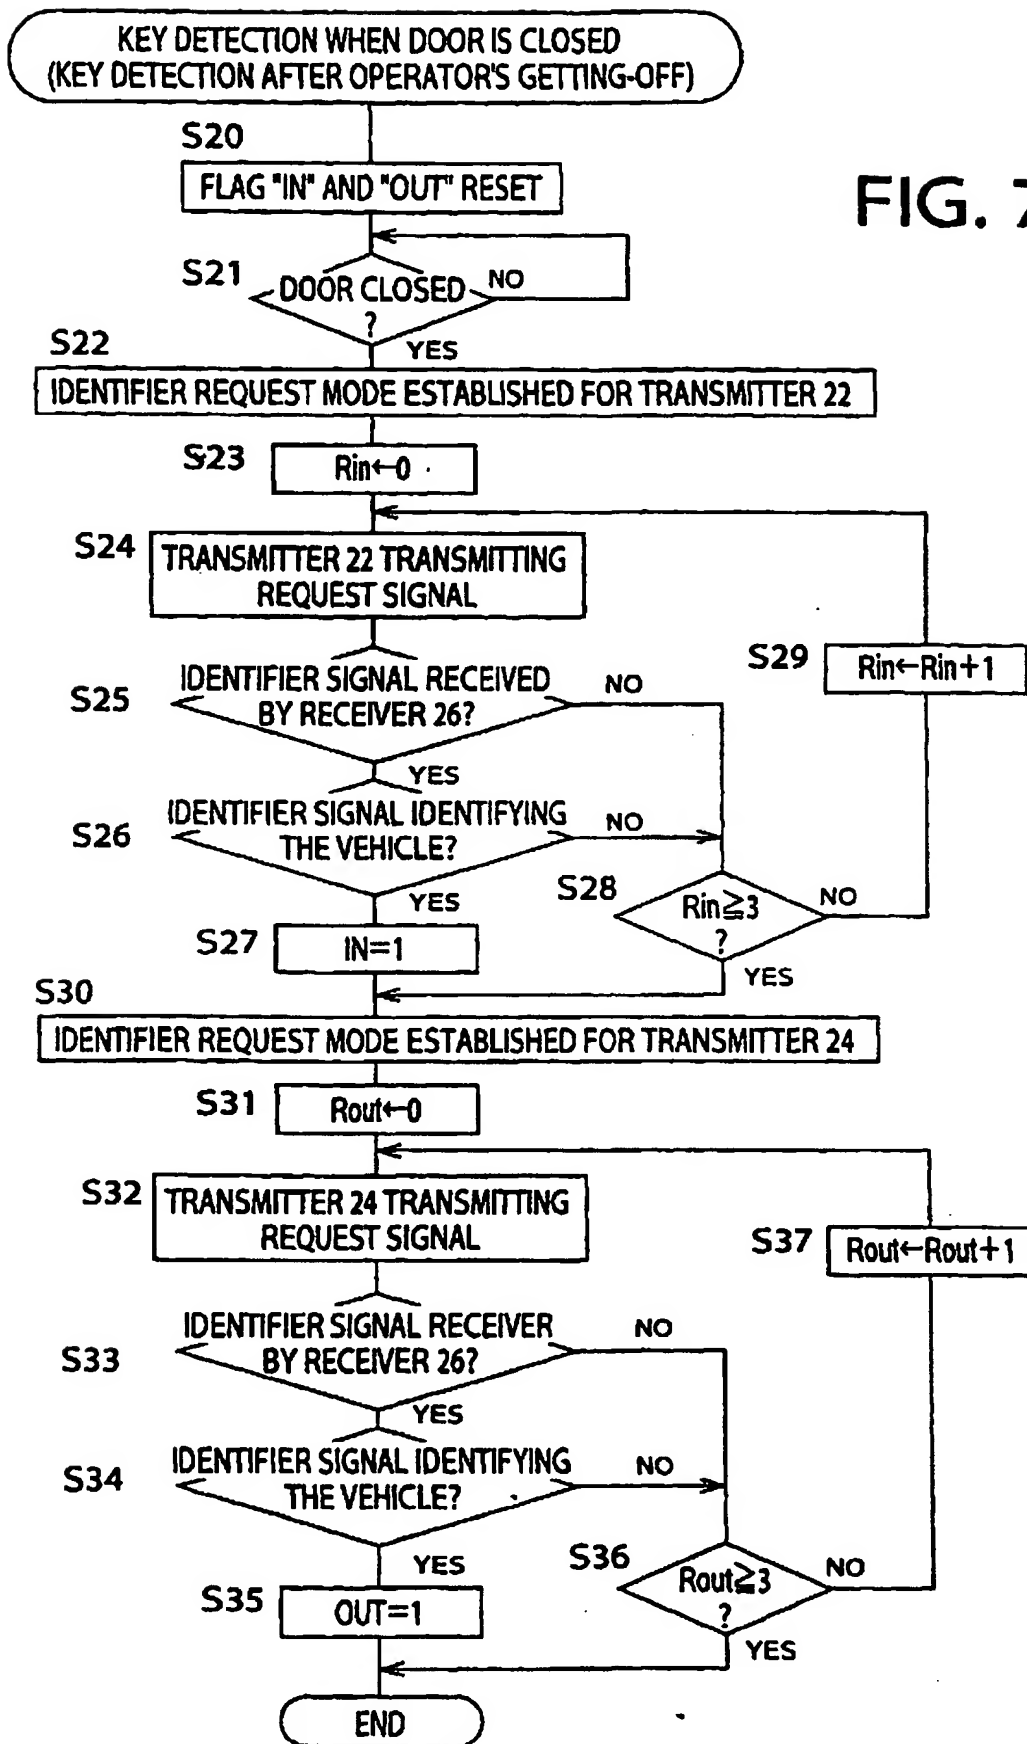 KEY DETECTION WHEN DOOR IS CLOSED
(KEY DETECTION AFTER OPERATOR'S GETTING-OFF)
S20
FLAG "IN" AND "OUT" RESET
FIG. 7
S21
DOOR CLOSED
?
NO
YES
S22
IDENTIFIER REQUEST MODE ESTABLISHED FOR TRANSMITTER 22
S23
Rin←0
S24
TRANSMITTER 22 TRANSMITTING
REQUEST SIGNAL
S29
Rin←Rin+1
S25
IDENTIFIER SIGNAL RECEIVED
BY RECEIVER 26?
NO
YES
S26
IDENTIFIER SIGNAL IDENTIFYING
THE VEHICLE?
NO
YES
S28
Rin≧3
?
NO
YES
S27
IN=1
S30
IDENTIFIER REQUEST MODE ESTABLISHED FOR TRANSMITTER 24
S31
Rout←0
S32
TRANSMITTER 24 TRANSMITTING
REQUEST SIGNAL
S37
Rout←Rout+1
S33
IDENTIFIER SIGNAL RECEIVER
BY RECEIVER 26?
NO
YES
S34
IDENTIFIER SIGNAL IDENTIFYING
THE VEHICLE?
NO
YES
S36
Rout≧3
?
NO
YES
S35
OUT=1
END